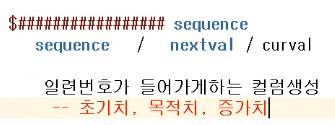 $################# sequence
sequence / nextval / curval
일련번호가 들어가게하는 컬럼생성
-- 초기치, 목적치, 증가치